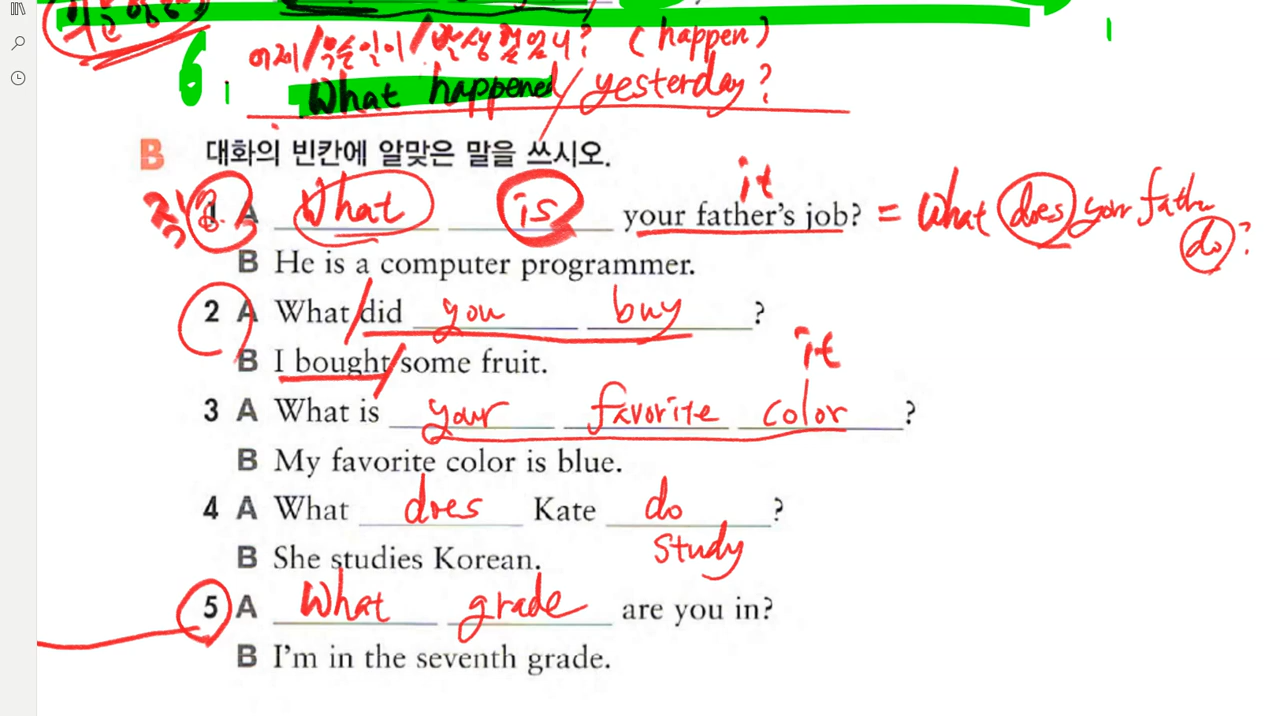 어제/무슨일이/발생했었니? (happen)
6 What happened/yesterday?
B 대화의 빈칸에 알맞은 말을 쓰시오.
it
1 A What is your father's job? = What does your father do?
B He is a computer programmer.
2 A What/did you buy ?
B I bought/some fruit.
it
3 A What is your favorite color ?
B My favorite color is blue.
4 A What does Kate do ?
study
B She studies Korean.
5 A What grade are you in?
B I'm in the seventh grade.